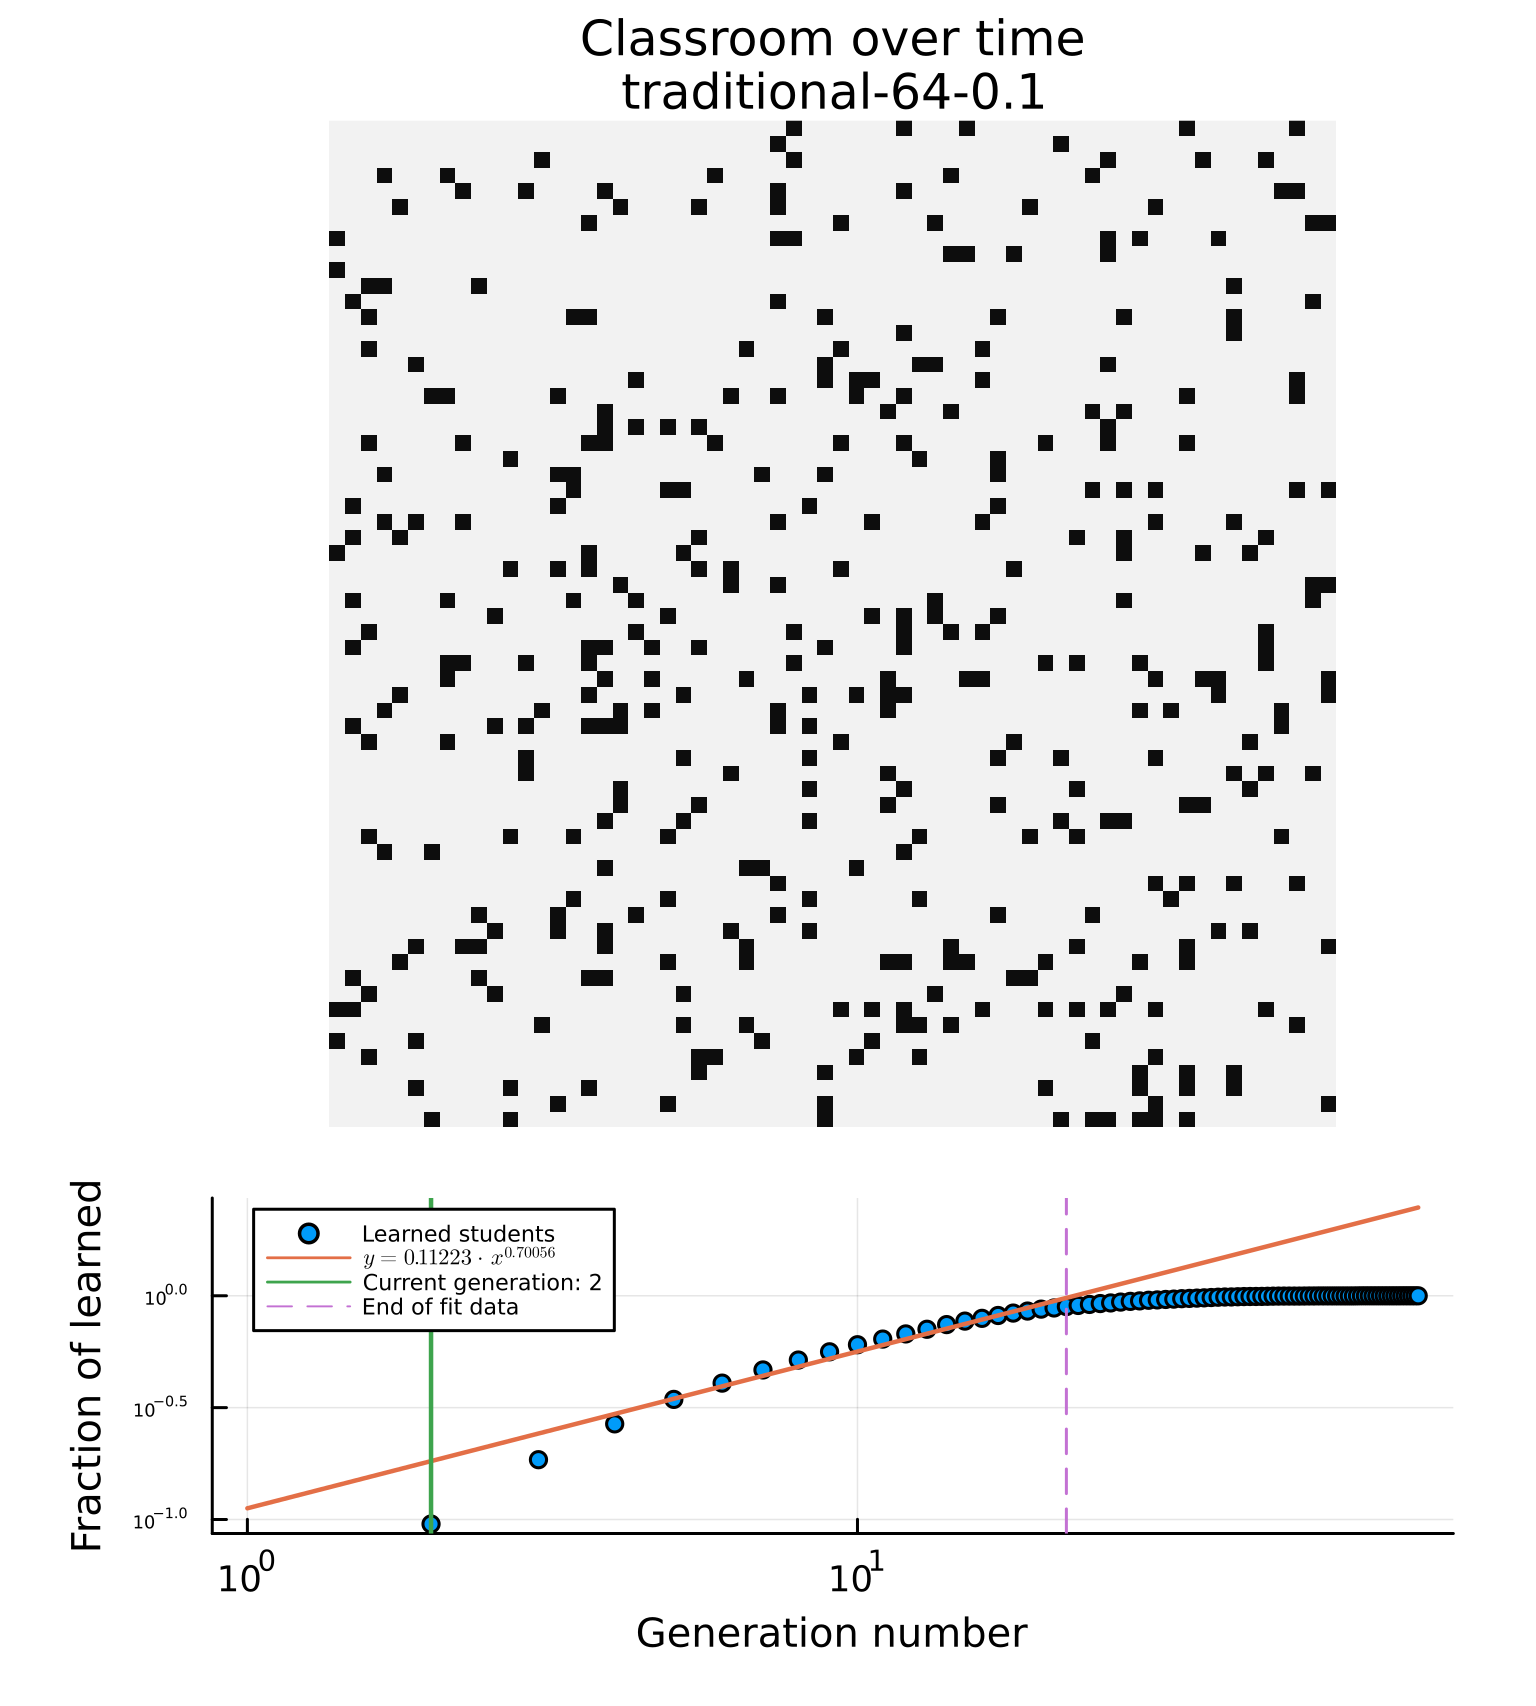 Classroom over time
traditional-64-0.1
Fraction of learned
10^0.0
10^−0.5
10^−1.0
Learned students
y = 0.11223 · x^0.70056
Current generation: 2
End of fit data
10^0
10^1
Generation number